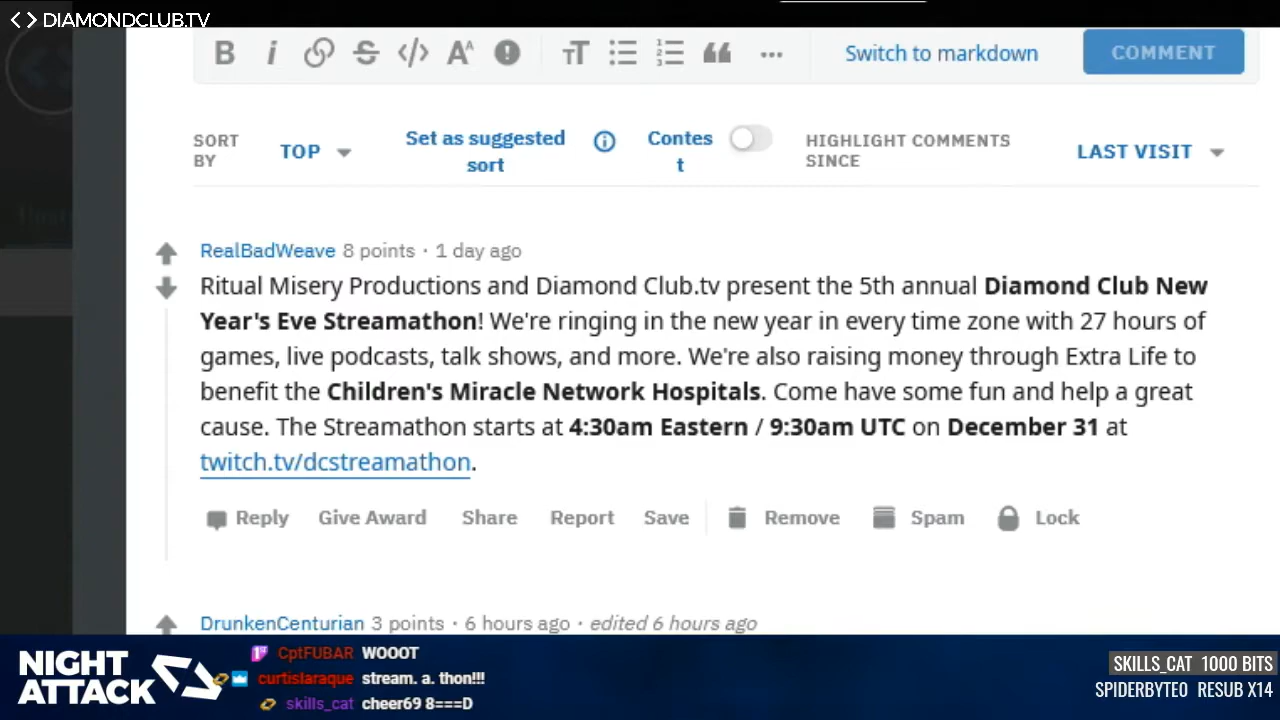 <> DIAMONDCLUB.TV
B i S </> A^A TT 123 ❝ ... Switch to markdown COMMENT
SORT BY TOP Set as suggested sort Contest HIGHLIGHT COMMENTS SINCE LAST VISIT
RealBadWeave 8 points · 1 day ago
Ritual Misery Productions and Diamond Club.tv present the 5th annual Diamond Club New
Year's Eve Streamathon! We're ringing in the new year in every time zone with 27 hours of
games, live podcasts, talk shows, and more. We're also raising money through Extra Life to
benefit the Children's Miracle Network Hospitals. Come have some fun and help a great
cause. The Streamathon starts at 4:30am Eastern / 9:30am UTC on December 31 at
twitch.tv/dcstreamathon.
Reply Give Award Share Report Save Remove Spam Lock
DrunkenCenturian 3 points · 6 hours ago · edited 6 hours ago
NIGHT
ATTACK
CptFUBAR WOOOT
curtislaraque stream. a. thon!!!
skills_cat cheer69 8===D
SKILLS_CAT 1000 BITS
SPIDERBYTE0 RESUB X14